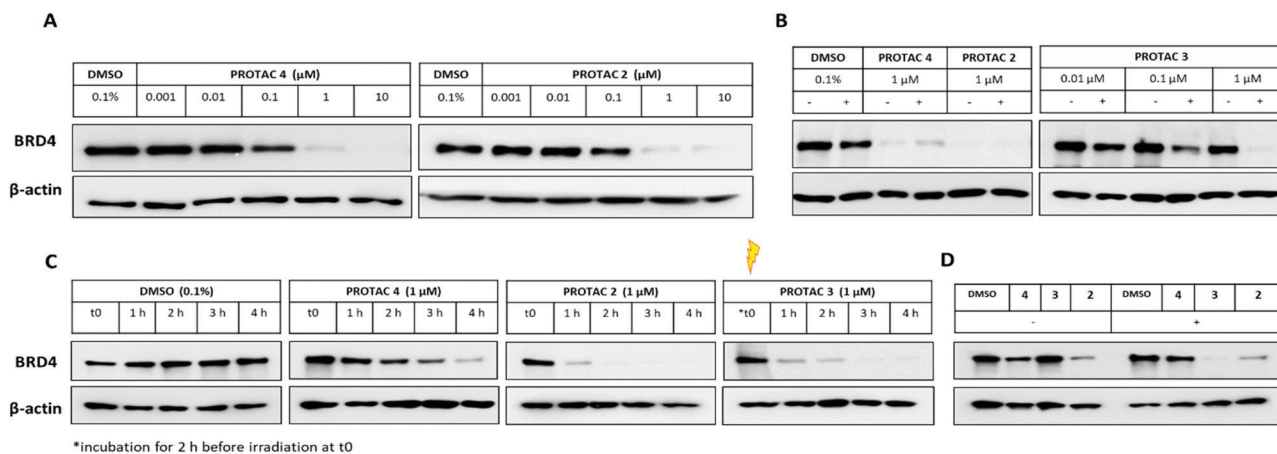 A
DMSO PROTAC 4 (µM) DMSO PROTAC 2 (µM)
0.1% 0.001 0.01 0.1 1 10 0.1% 0.001 0.01 0.1 1 10
BRD4
β-actin
B
DMSO PROTAC 4 PROTAC 2 PROTAC 3
0.1% 1 µM 1 µM 0.01 µM 0.1 µM 1 µM
- + - + - + - + - + - +
C
DMSO (0.1%) PROTAC 4 (1 µM) PROTAC 2 (1 µM) PROTAC 3 (1 µM)
t0 1 h 2 h 3 h 4 h t0 1 h 2 h 3 h 4 h t0 1 h 2 h 3 h 4 h *t0 1 h 2 h 3 h 4 h
BRD4
β-actin
*incubation for 2 h before irradiation at t0
D
DMSO 4 3 2 DMSO 4 3 2
- +